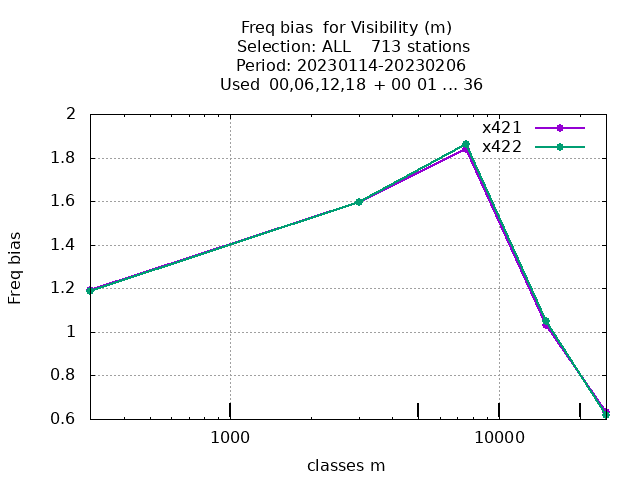 Freq bias  for Visibility (m)
Selection: ALL    713 stations
Period: 20230114-20230206
Used  00,06,12,18  + 00 01 ... 36
x421
x422
2
1.8
1.6
1.4
1.2
1
0.8
0.6
Freq bias
1000
10000
classes m